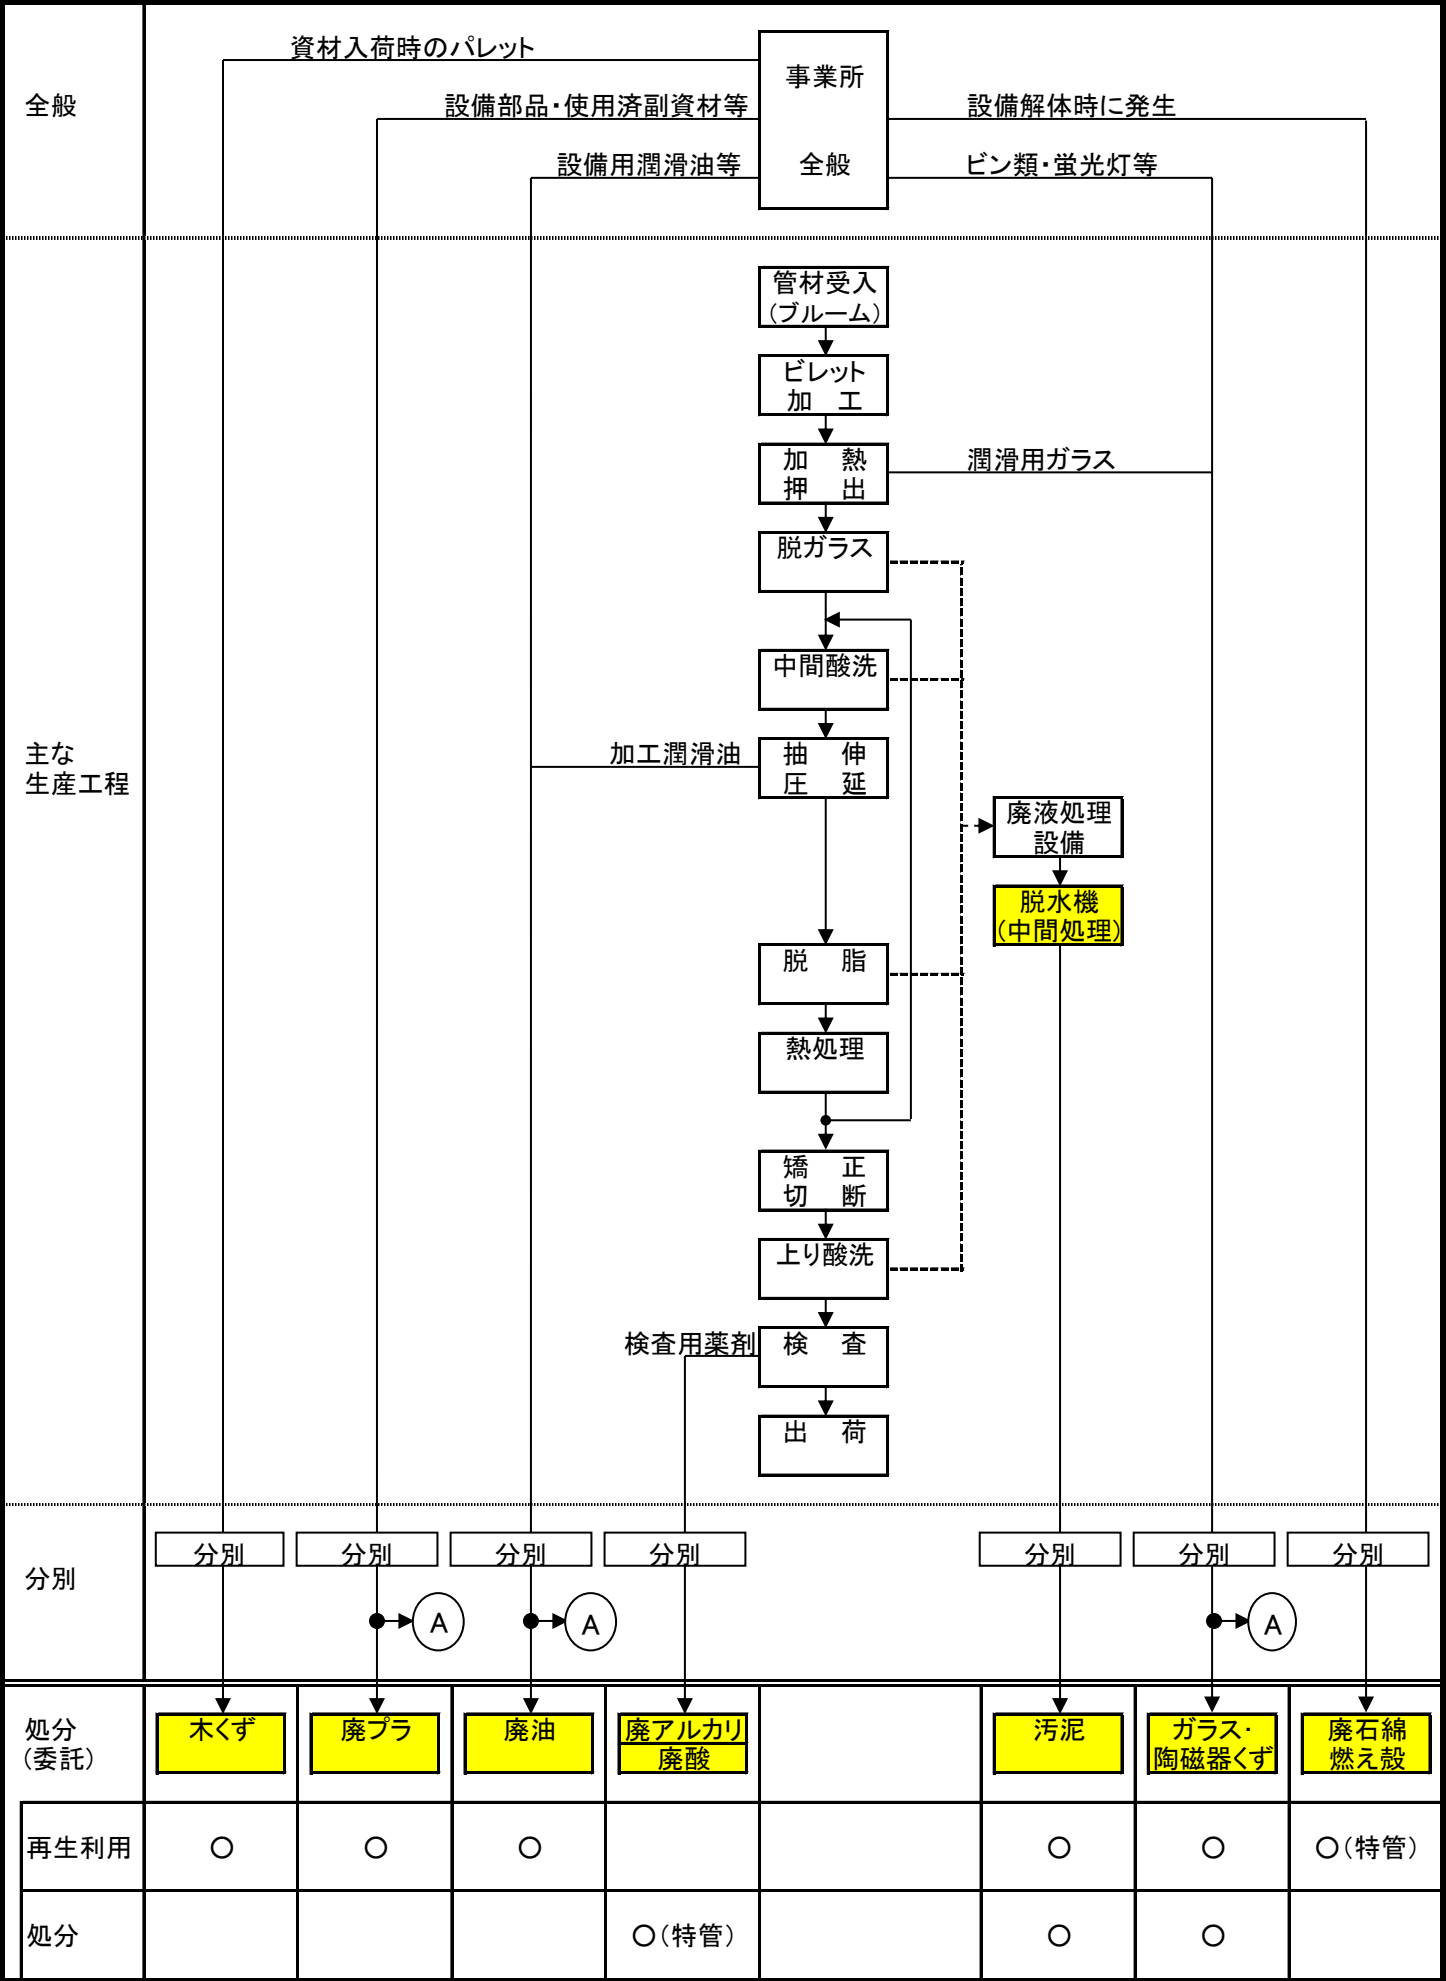 全般
資材入荷時のパレット
設備部品・使用済副資材等
設備用潤滑油等
事業所
全般
設備解体時に発生
ビン類・蛍光灯等
主な
生産工程
管材受入
(ブルーム)
ビレット
加　工
加　熱
押　出
潤滑用ガラス
脱ガラス
中間酸洗
加工潤滑油
抽　伸
圧　延
廃液処理
設備
脱水機
(中間処理)
脱　脂
熱処理
矯　正
切　断
上り酸洗
検査用薬剤
検　査
出　荷
分別
分別
分別
分別
分別
分別
分別
分別
A
A
A
処分
(委託)
木くず
廃プラ
廃油
廃アルカリ
廃酸
汚泥
ガラス・
陶磁器くず
廃石綿
燃え殻
再生利用
○
○
○
○
○
○(特管)
処分
○(特管)
○
○